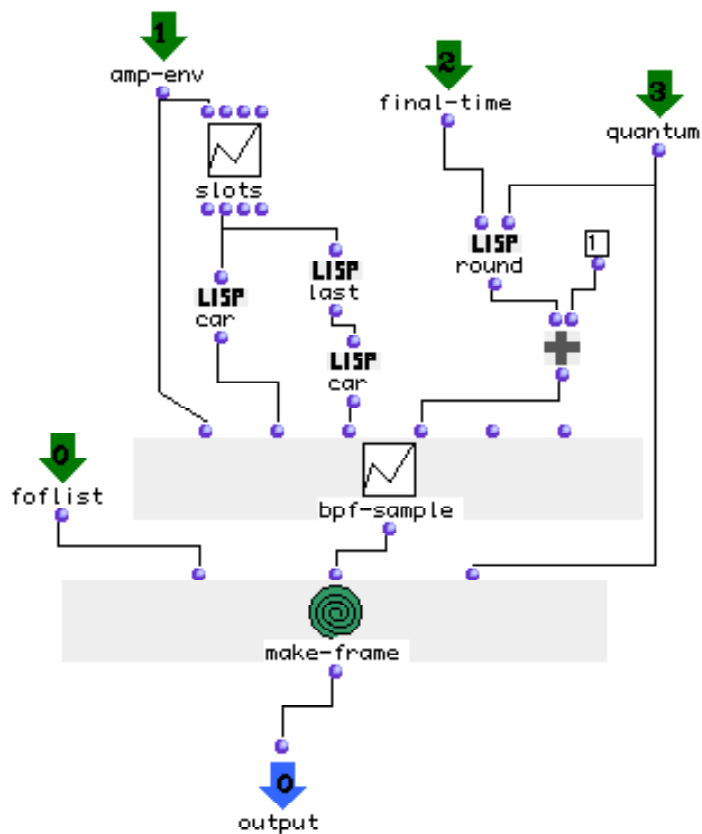 1
amp-env
2
final-time
3
quantum
slots
LISP
round
1
LISP
last
LISP
car
LISP
car
0
foflist
bpf-sample
make-frame
0
output